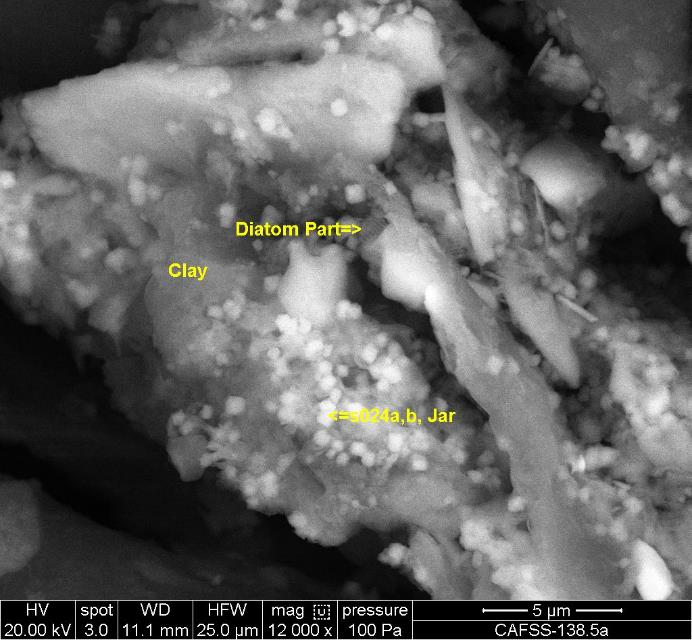 Diatom Part=>
Clay
<=s024a,b, Jar
HV spot WD HFW mag pressure 5 µm
20.00 kV 3.0 11.1 mm 25.0 µm 12 000 x 100 Pa CAFSS-138.5a